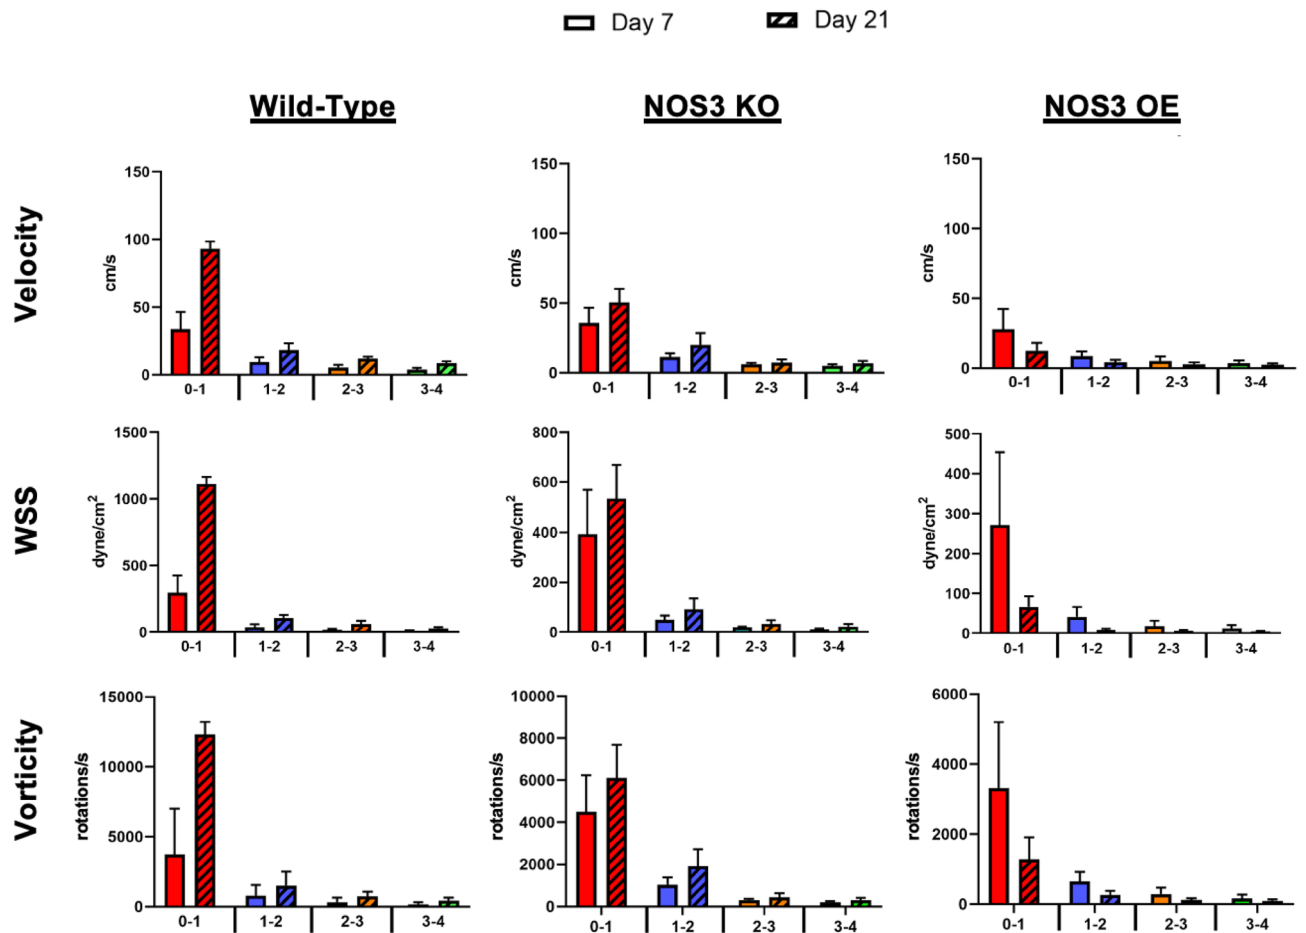 Day 7 Day 21
Wild-Type NOS3 KO NOS3 OE
Velocity
cm/s
150
100
50
0
0-1 1-2 2-3 3-4
cm/s
150
100
50
0
0-1 1-2 2-3 3-4
cm/s
150
100
50
0
0-1 1-2 2-3 3-4
WSS
dyne/cm²
1500
1000
500
0
0-1 1-2 2-3 3-4
dyne/cm²
800
600
400
200
0
0-1 1-2 2-3 3-4
dyne/cm²
500
400
300
200
100
0
0-1 1-2 2-3 3-4
Vorticity
rotations/s
15000
10000
5000
0
0-1 1-2 2-3 3-4
rotations/s
10000
8000
6000
4000
2000
0
0-1 1-2 2-3 3-4
rotations/s
6000
4000
2000
0
0-1 1-2 2-3 3-4